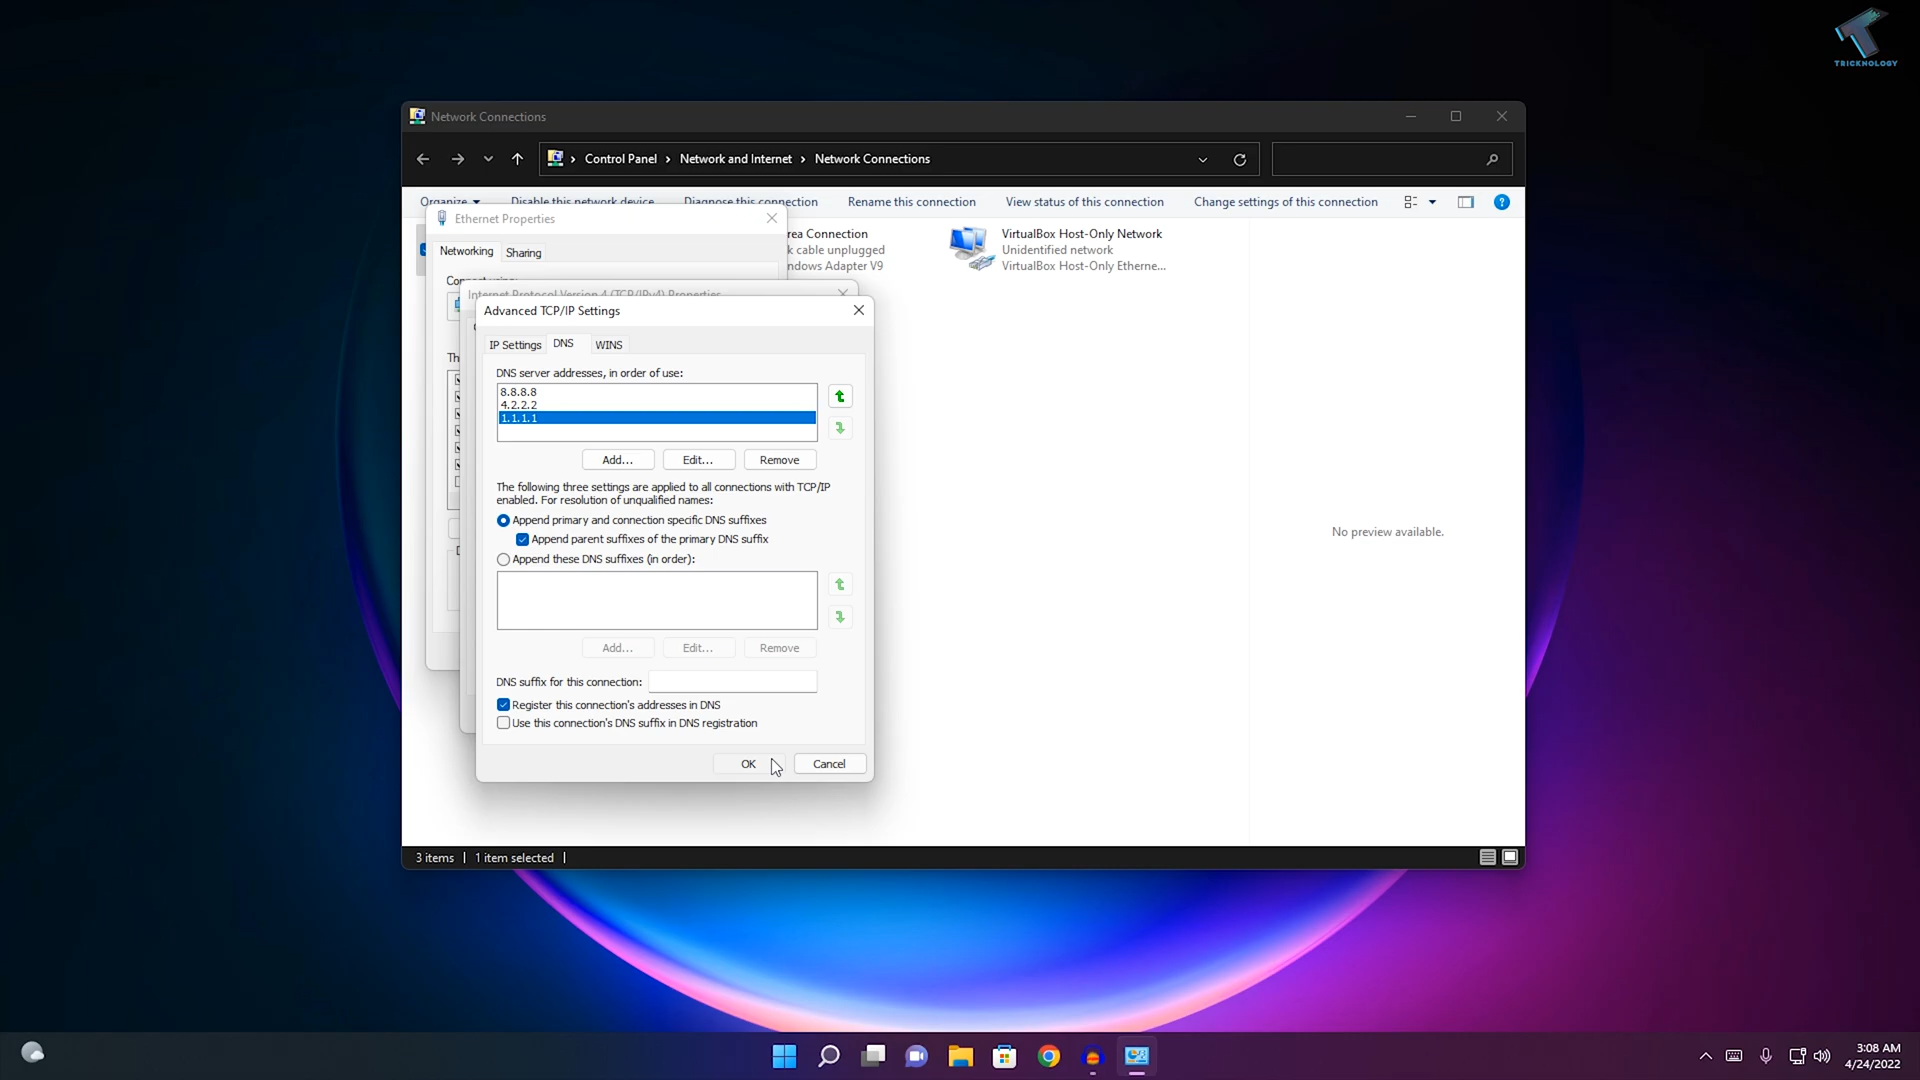 TRICKNOLOGY
Network Connections
Control Panel > Network and Internet > Network Connections
Organize Disable this network device Diagnose this connection Rename this connection View status of this connection Change settings of this connection
Ethernet Properties
Networking Sharing
rea Connection
k cable unplugged
ndows Adapter V9
VirtualBox Host-Only Network
Unidentified network
VirtualBox Host-Only Etherne...
Internet Protocol Version 4 (TCP/IPv4) Properties
Advanced TCP/IP Settings
IP Settings DNS WINS
DNS server addresses, in order of use:
8.8.8.8
4.2.2.2
1.1.1.1
Add... Edit... Remove
The following three settings are applied to all connections with TCP/IP
enabled. For resolution of unqualified names:
Append primary and connection specific DNS suffixes
Append parent suffixes of the primary DNS suffix
Append these DNS suffixes (in order):
Add... Edit... Remove
DNS suffix for this connection:
Register this connection's addresses in DNS
Use this connection's DNS suffix in DNS registration
OK Cancel
No preview available.
3 items | 1 item selected |
3:08 AM
4/24/2022